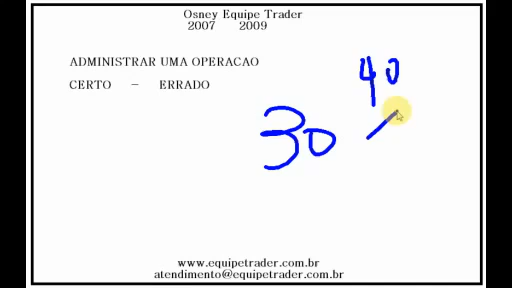 Osney Equipe Trader
2007 2009
ADMINISTRAR UMA OPERACAO
CERTO – ERRADO
40
30
www.equipetrader.com.br
atendimento@equipetrader.com.br